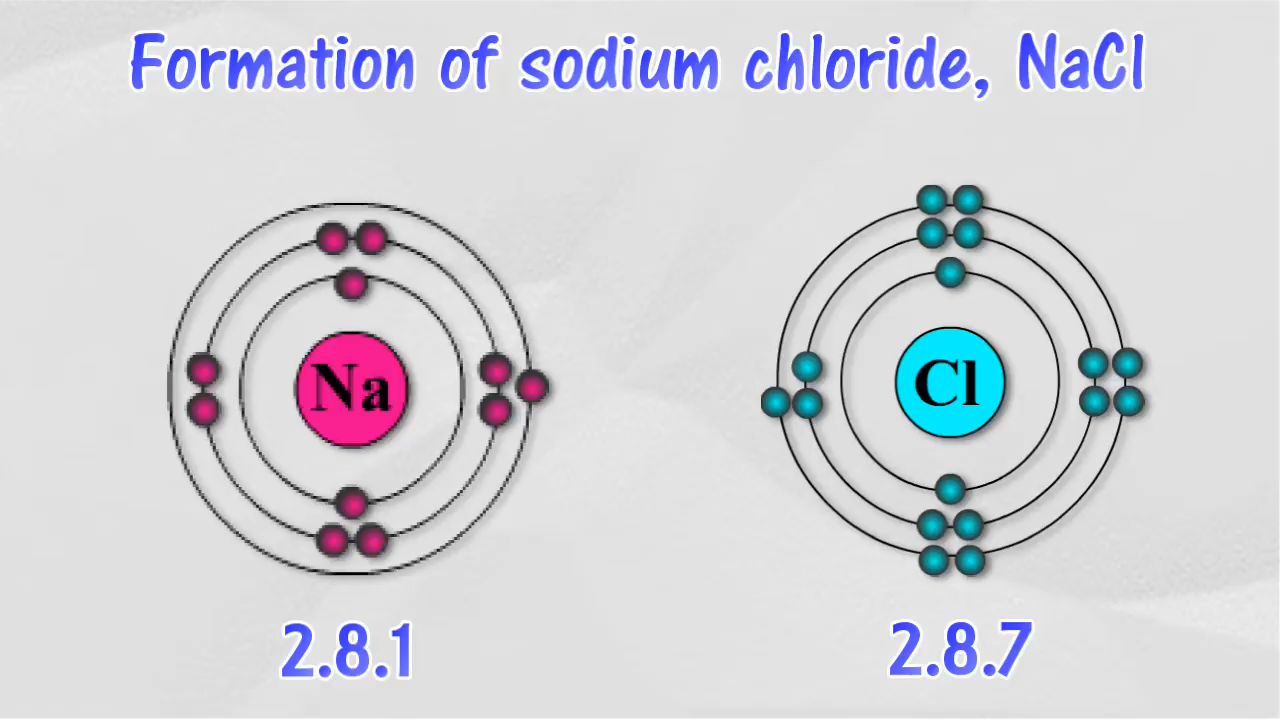 Formation of sodium chloride, NaCl
Na
Cl
2.8.1
2.8.7